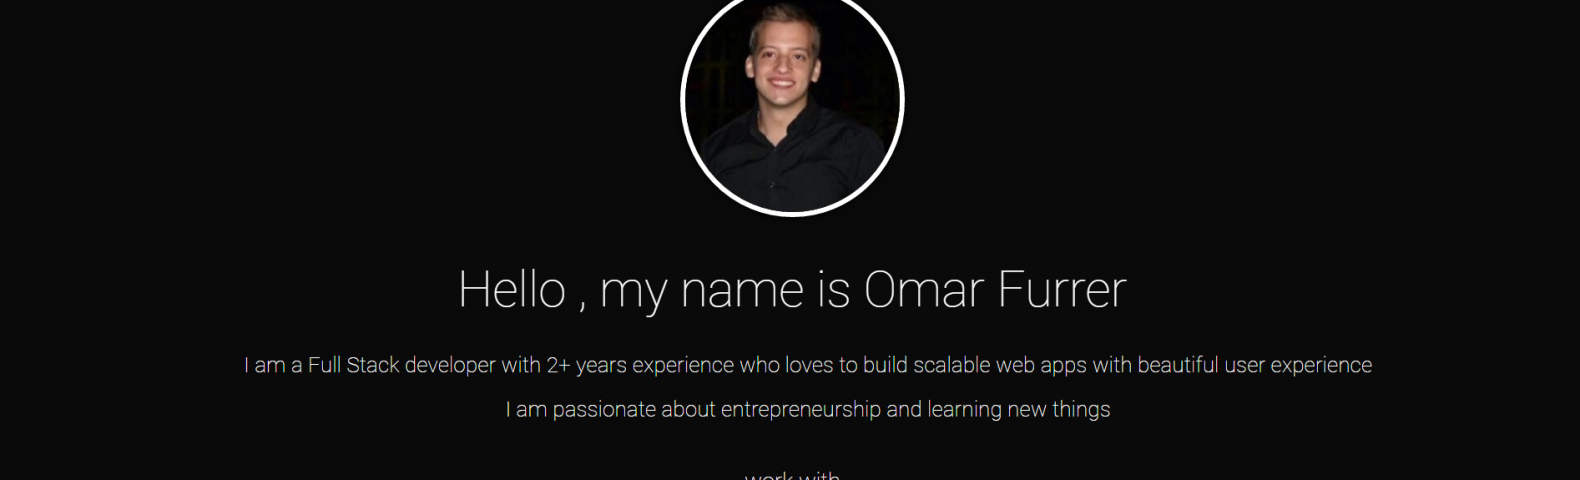 Hello , my name is Omar Furrer
I am a Full Stack developer with 2+ years experience who loves to build scalable web apps with beautiful user experience
I am passionate about entrepreneurship and learning new things
work with